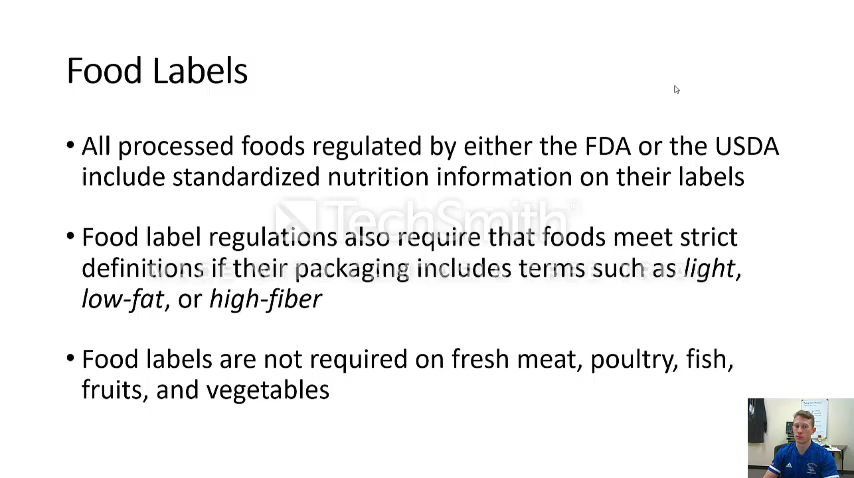 Food Labels
• All processed foods regulated by either the FDA or the USDA
include standardized nutrition information on their labels
TechSmith
• Food label regulations also require that foods meet strict
definitions if their packaging includes terms such as light,
low-fat, or high-fiber
• Food labels are not required on fresh meat, poultry, fish,
fruits, and vegetables